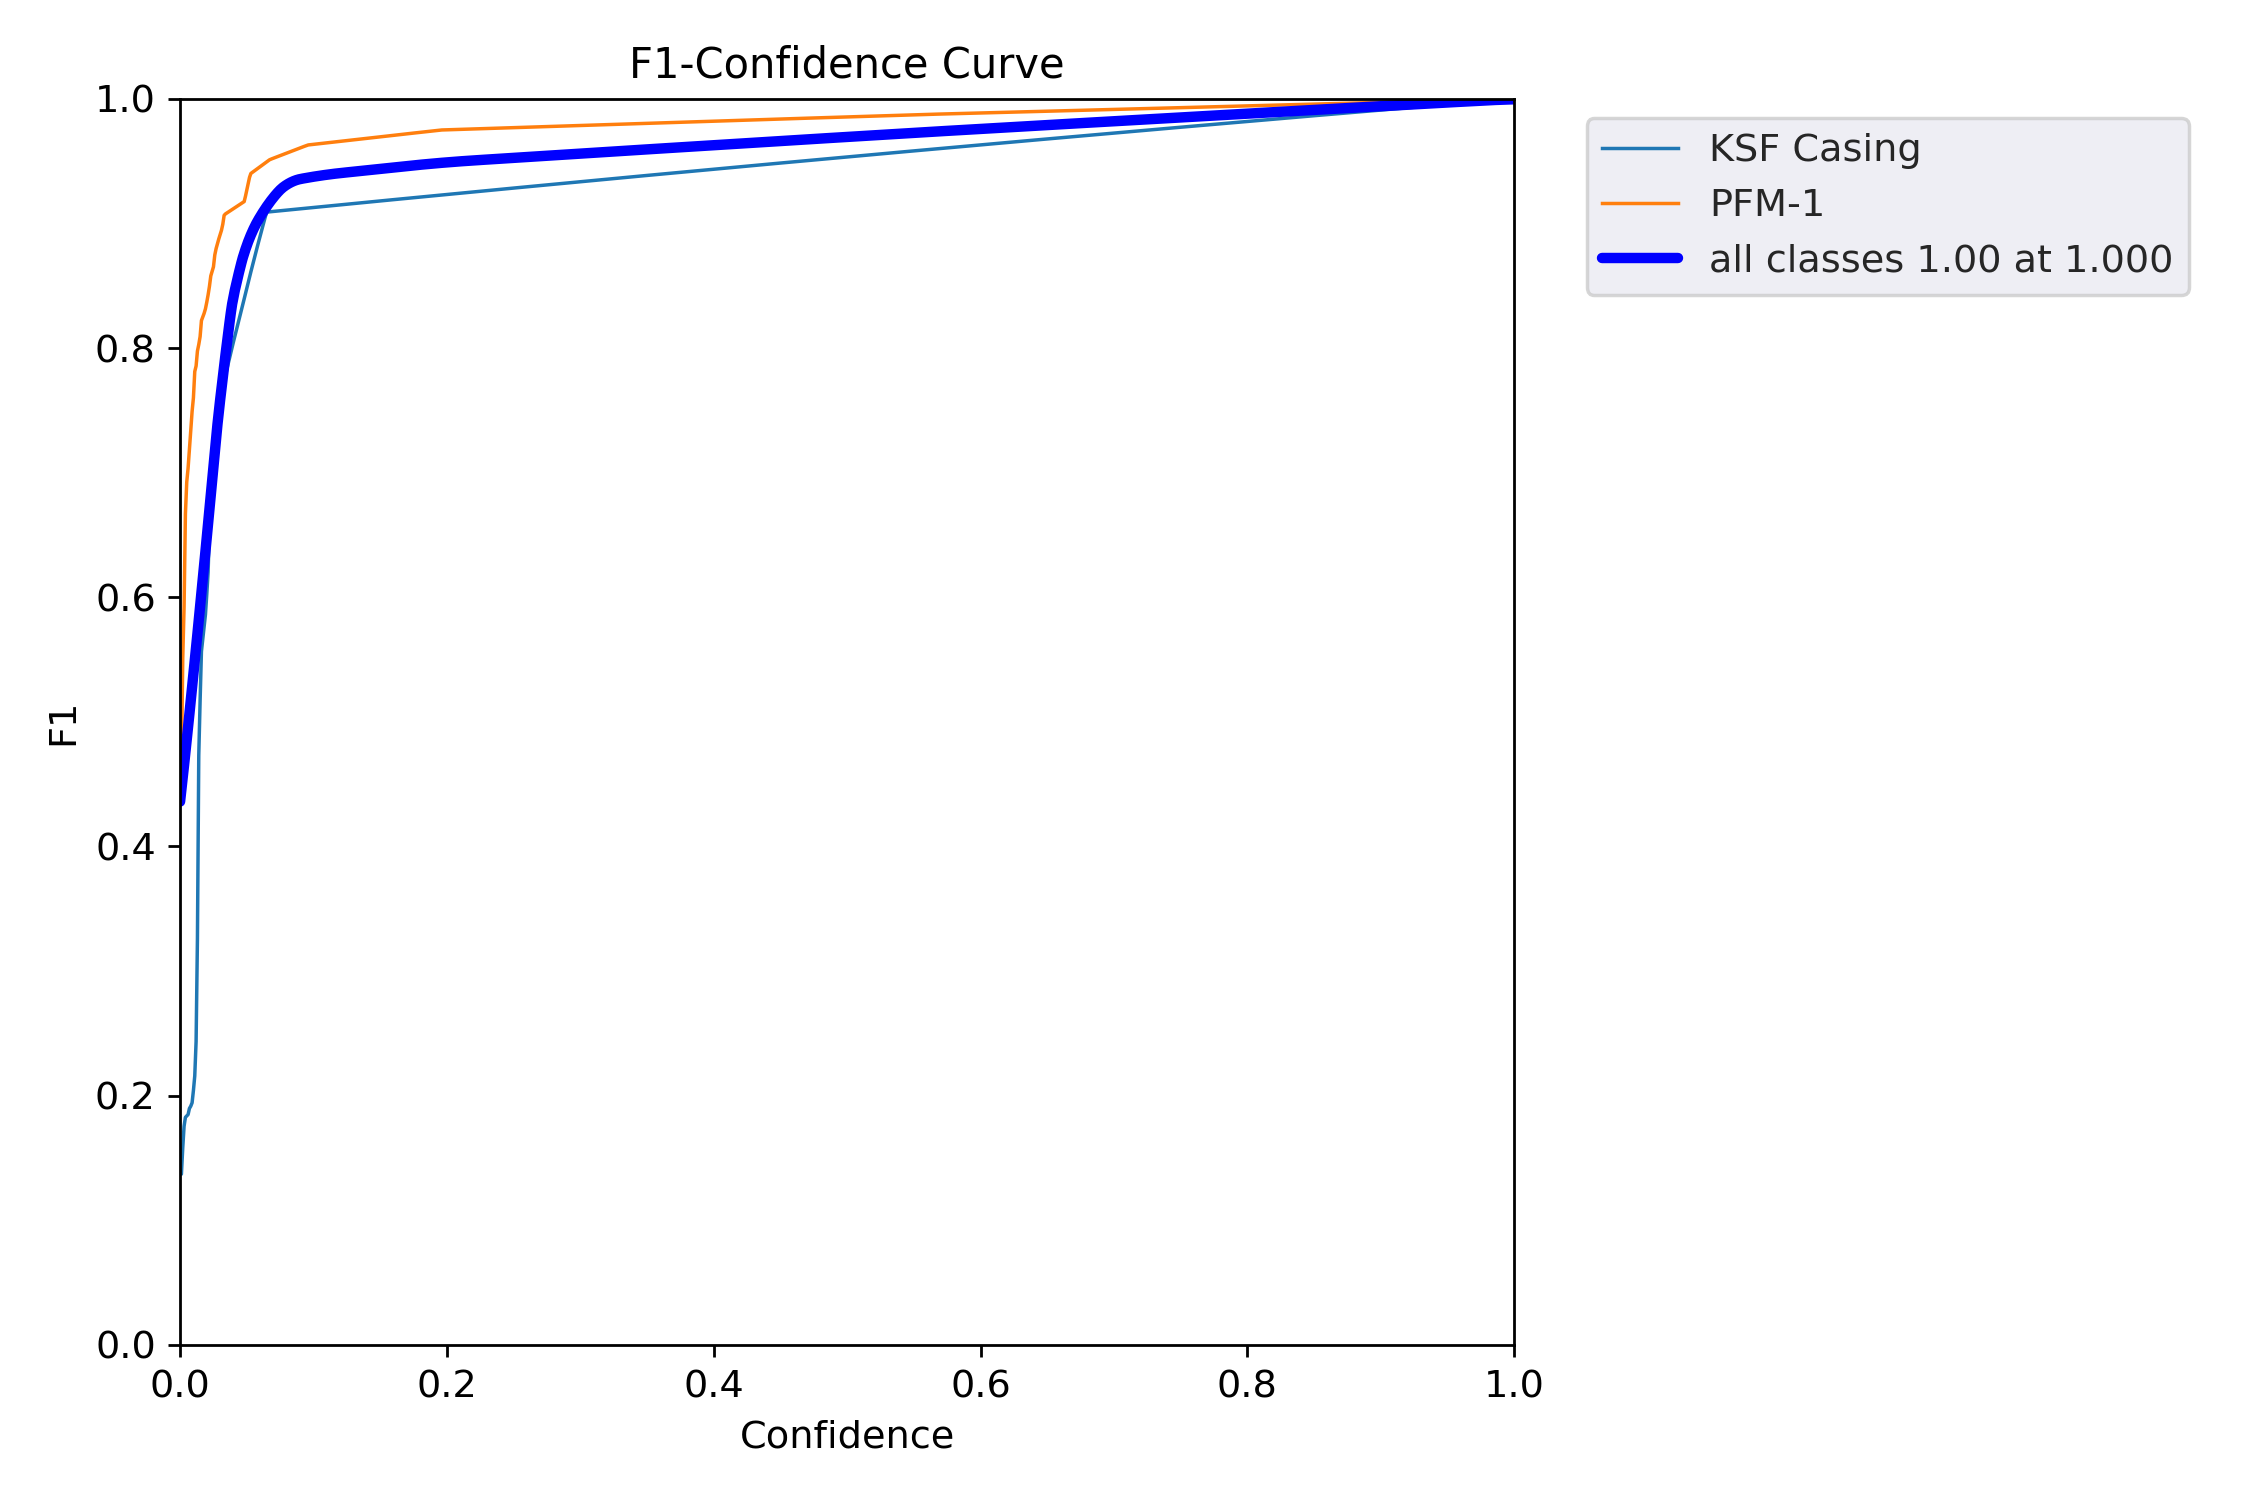 F1-Confidence Curve
1.0
0.8
0.6
0.4
0.2
0.0
F1
0.0 0.2 0.4 0.6 0.8 1.0
Confidence
KSF Casing
PFM-1
all classes 1.00 at 1.000